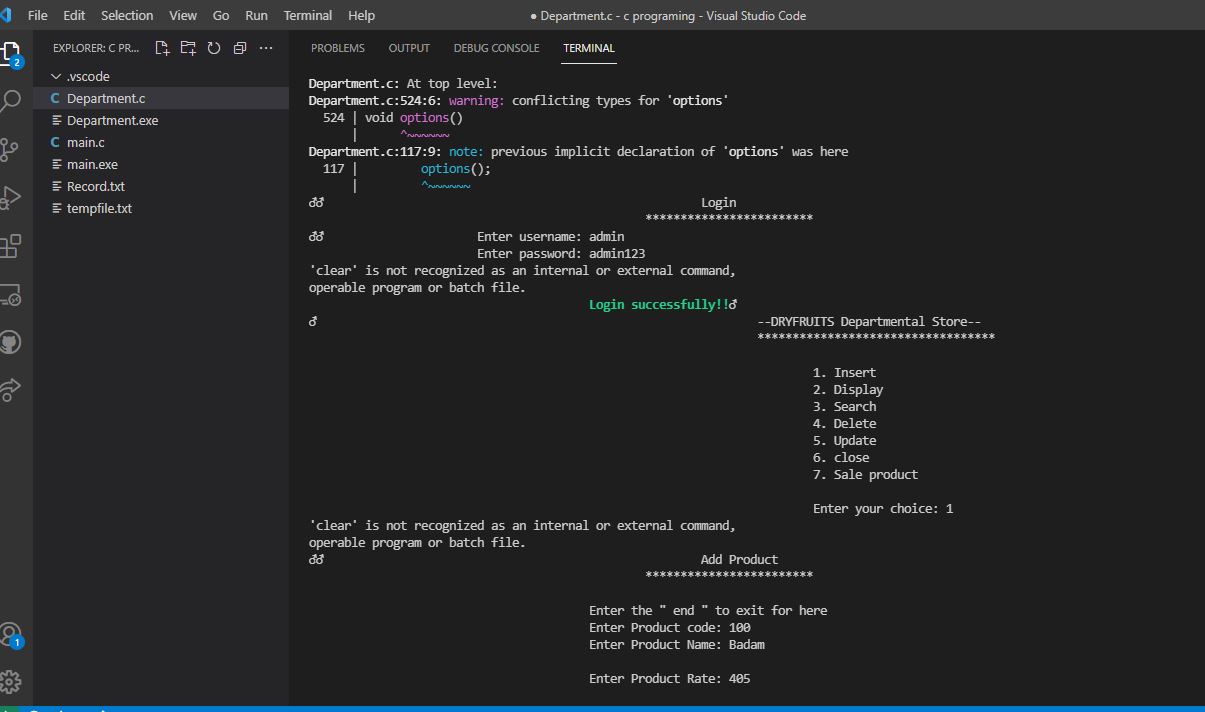 File Edit Selection View Go Run Terminal Help ● Department.c - c programing - Visual Studio Code
EXPLORER: C PR...
2
.vscode
C Department.c
Department.exe
C main.c
main.exe
Record.txt
tempfile.txt
1
PROBLEMS OUTPUT DEBUG CONSOLE TERMINAL
Department.c: At top level:
Department.c:524:6: warning: conflicting types for 'options'
524 | void options()
| ^~~~~~~
Department.c:117:9: note: previous implicit declaration of 'options' was here
117 | options();
| ^~~~~~~
♂♂ Login
************************
♂♂ Enter username: admin
Enter password: admin123
'clear' is not recognized as an internal or external command,
operable program or batch file.
Login successfully!!♂
♂ --DRYFRUITS Departmental Store--
**********************************
1. Insert
2. Display
3. Search
4. Delete
5. Update
6. close
7. Sale product
Enter your choice: 1
'clear' is not recognized as an internal or external command,
operable program or batch file.
♂♂ Add Product
************************
Enter the " end " to exit for here
Enter Product code: 100
Enter Product Name: Badam
Enter Product Rate: 405